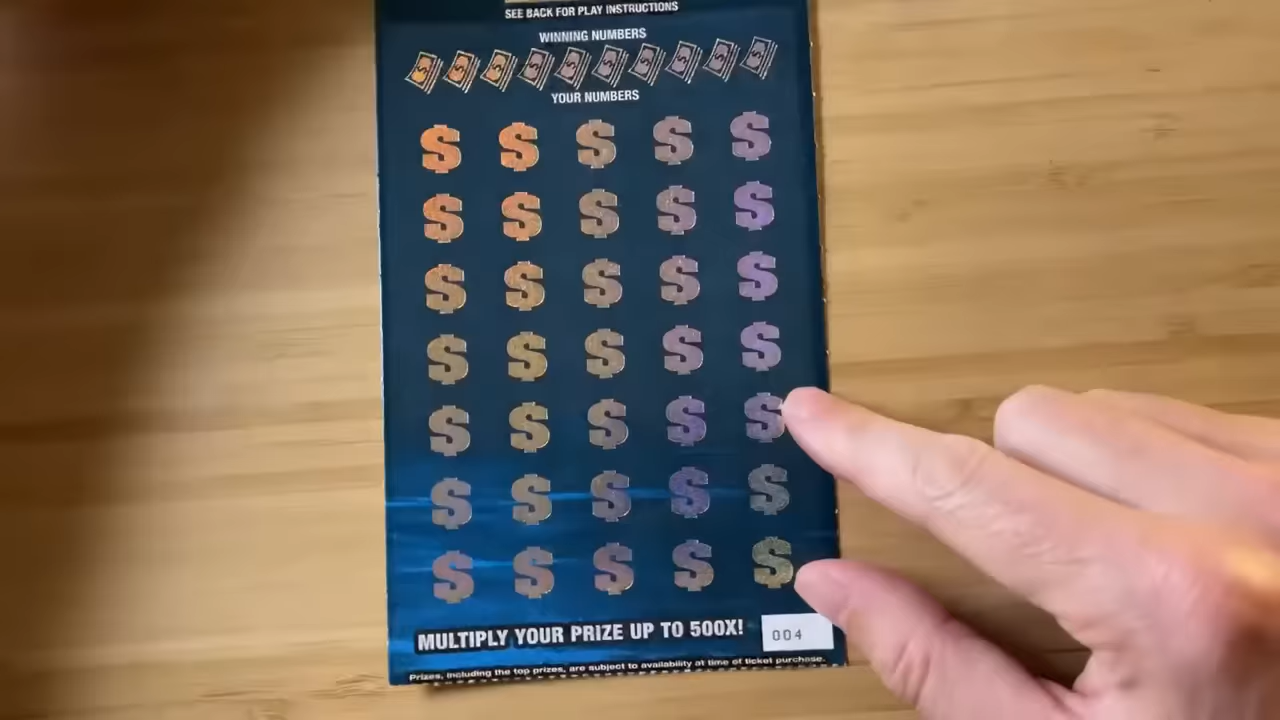 SEE BACK FOR PLAY INSTRUCTIONS
WINNING NUMBERS
YOUR NUMBERS
$ $ $ $ $
$ $ $ $ $
$ $ $ $ $
$ $ $ $ $
$ $ $ $ $
$ $ $ $ $
$ $ $ $ $
MULTIPLY YOUR PRIZE UP TO 500X!
004
Prizes, including the top prizes, are subject to availability at time of ticket purchase.